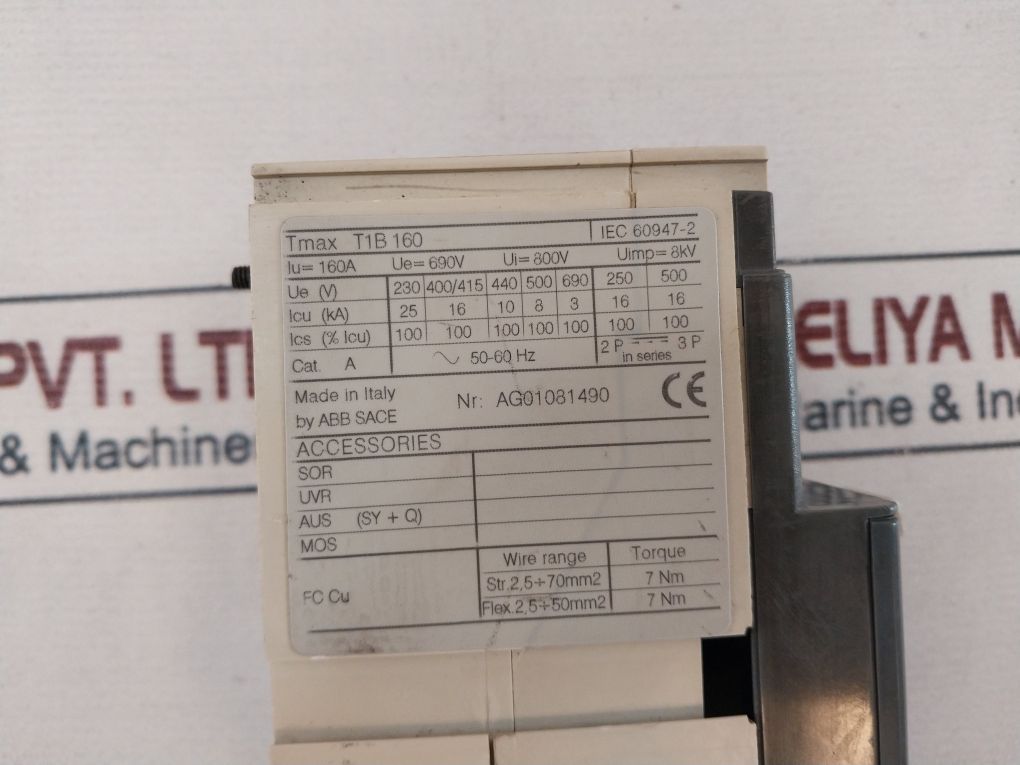 Tmax T1B 160 IEC 60947-2
Iu= 160A Ue= 690V Ui= 800V Uimp= 8kV
Ue (V) 230 400/415 440 500 690 250 500
Icu (kA) 25 16 10 8 3 16 16
Ics (% Icu) 100 100 100 100 100 100 100
Cat. A ~ 50-60 Hz 2 P 3 P
in series
Made in Italy
by ABB SACE
Nr: AG01081490 CE
ACCESSORIES
SOR
UVR
AUS (SY + Q)
MOS
Wire range Torque
FC Cu
Str.2,5÷70mm2 7 Nm
Flex.2,5÷50mm2 7 Nm
PVT. LT
& Machine
ELIYA M
arine & In